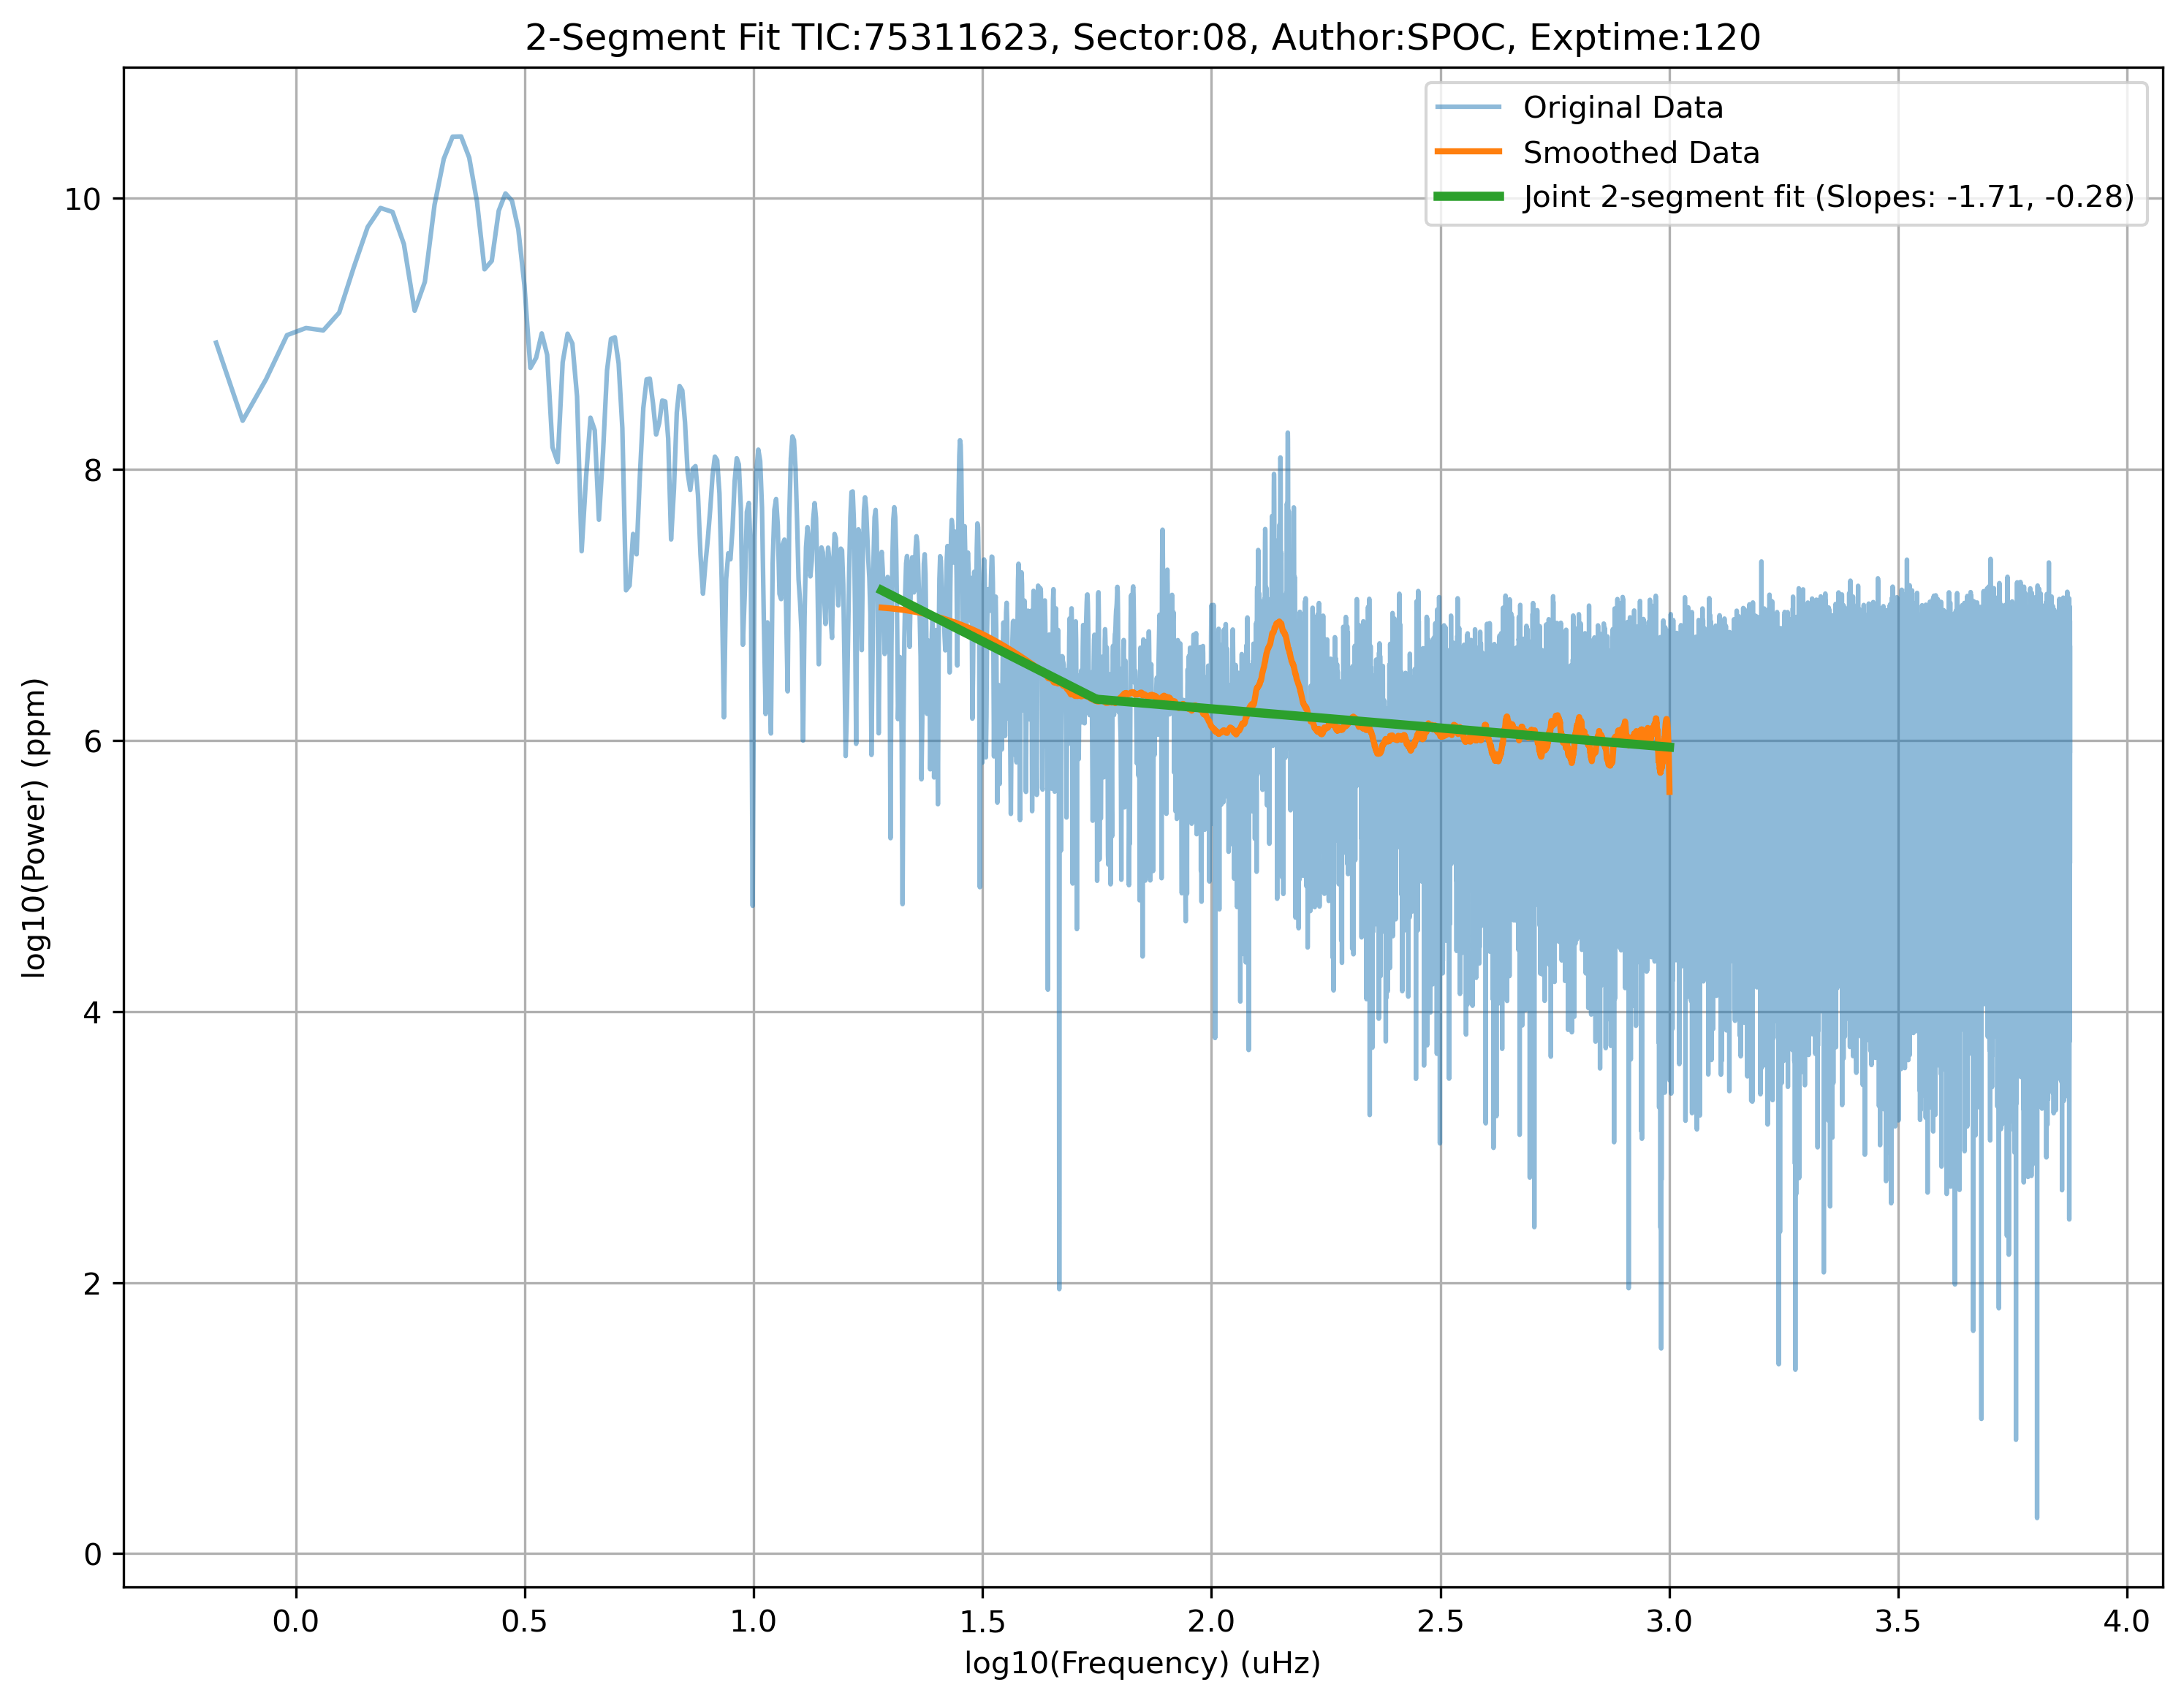 2-Segment Fit TIC:75311623, Sector:08, Author:SPOC, Exptime:120
Original Data
Smoothed Data
Joint 2-segment fit (Slopes: -1.71, -0.28)
10
8
6
4
2
0
log10(Power) (ppm)
0.0 0.5 1.0 1.5 2.0 2.5 3.0 3.5 4.0
log10(Frequency) (uHz)